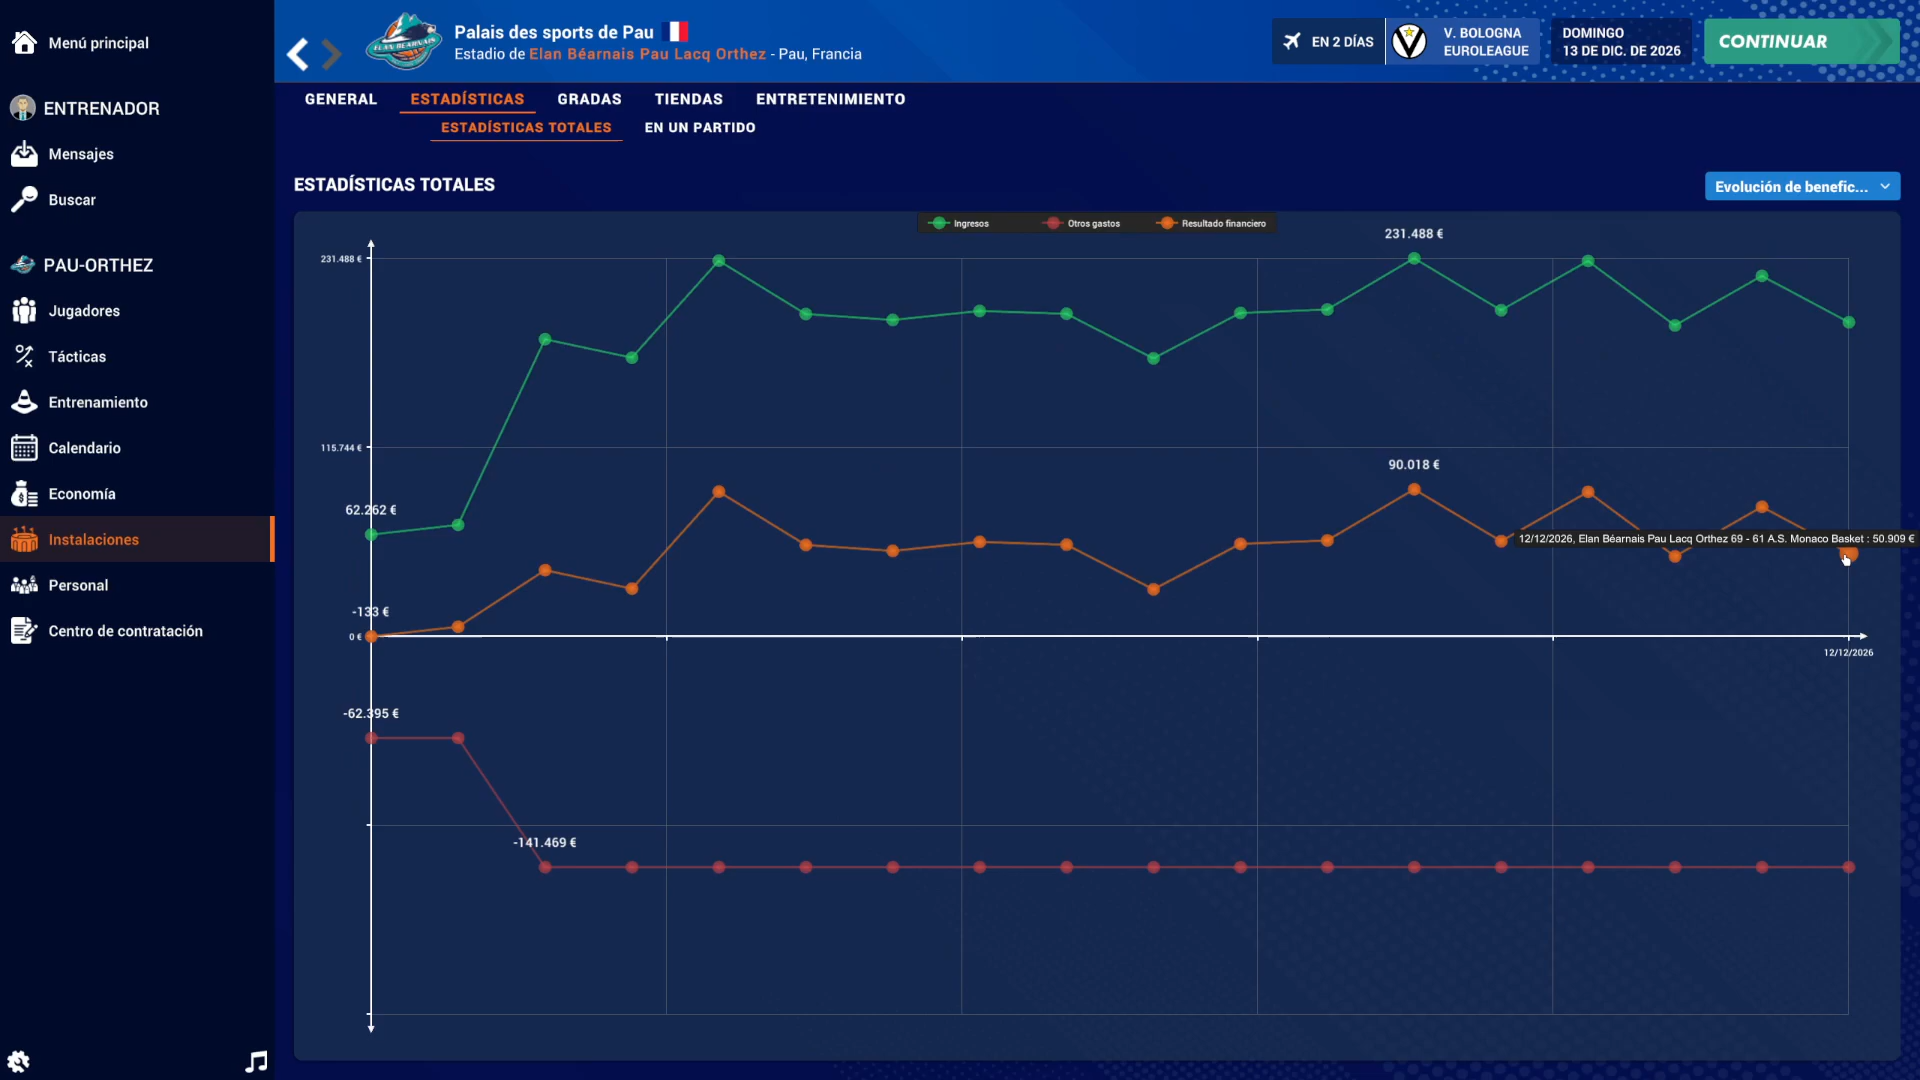 Menú principal
ENTRENADOR
Mensajes
Buscar
PAU-ORTHEZ
Jugadores
Tácticas
Entrenamiento
Calendario
Economía
Instalaciones
Personal
Centro de contratación
ELAN BÉARNAIS
Palais des sports de Pau
Estadio de Elan Béarnais Pau Lacq Orthez - Pau, Francia
EN 2 DÍAS
V. BOLOGNA
EUROLEAGUE
DOMINGO
13 DE DIC. DE 2026
CONTINUAR
GENERAL
ESTADÍSTICAS
GRADAS
TIENDAS
ENTRETENIMIENTO
ESTADÍSTICAS TOTALES
EN UN PARTIDO
ESTADÍSTICAS TOTALES
Evolución de benefic...
Ingresos
Otros gastos
Resultado financiero
231.488 €
231.488 €
115.744 €
90.018 €
62.262 €
12/12/2026, Elan Béarnais Pau Lacq Orthez 69 - 61 A.S. Monaco Basket : 50.909 €
-133 €
0 €
12/12/2026
-62.395 €
-141.469 €